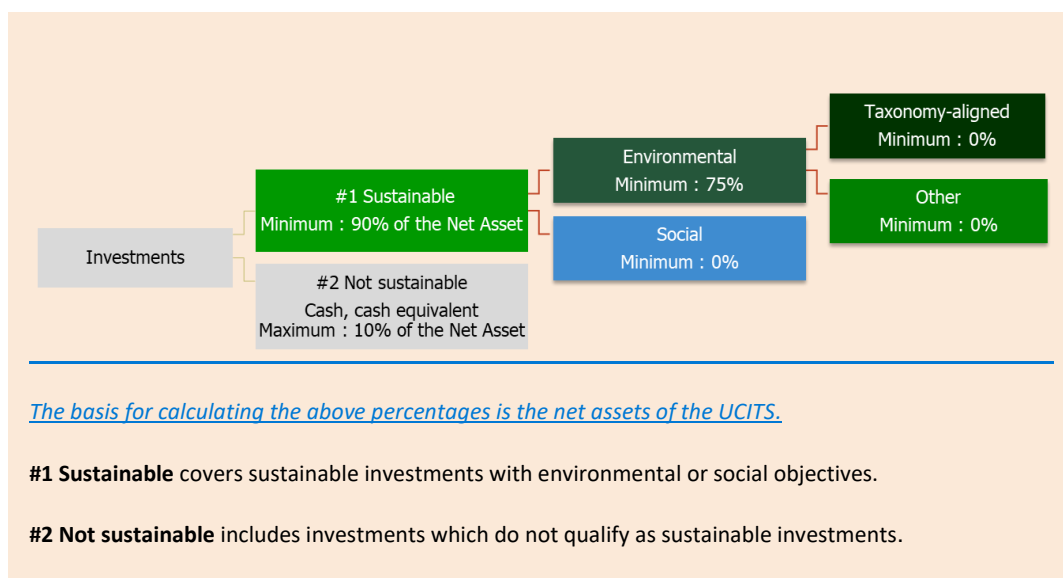 Investments
#1 Sustainable
Minimum : 90% of the Net Asset
#2 Not sustainable
Cash, cash equivalent
Maximum : 10% of the Net Asset
Environmental
Minimum : 75%
Social
Minimum : 0%
Taxonomy-aligned
Minimum : 0%
Other
Minimum : 0%
The basis for calculating the above percentages is the net assets of the UCITS.
#1 Sustainable covers sustainable investments with environmental or social objectives.
#2 Not sustainable includes investments which do not qualify as sustainable investments.